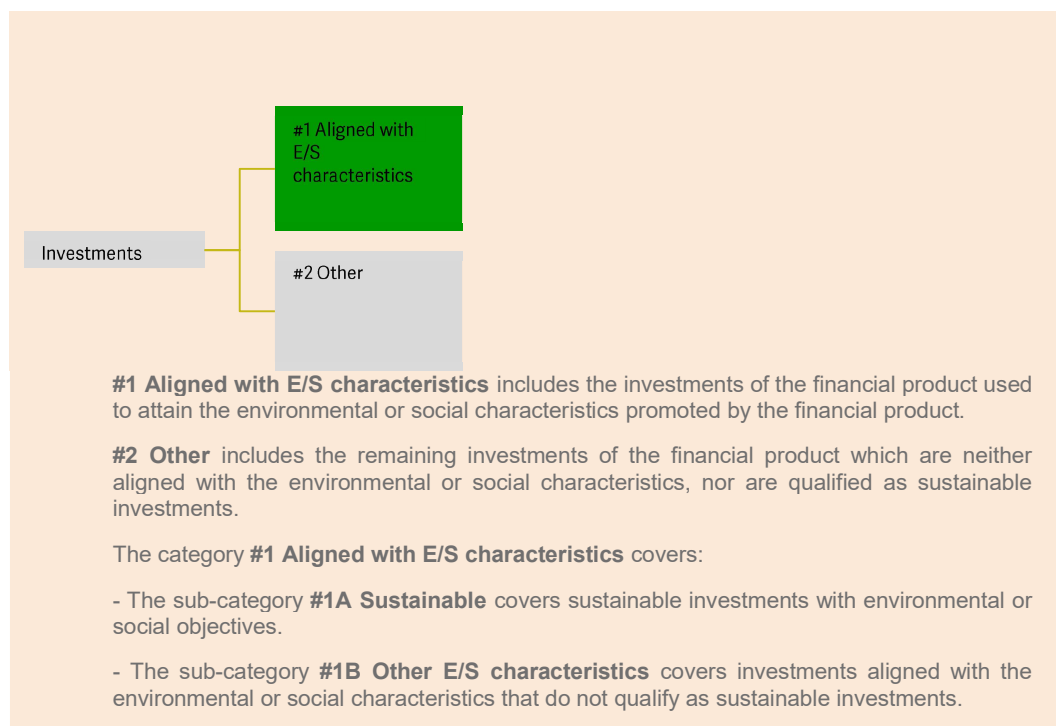 #1 Aligned with
E/S
characteristics
Investments
#2 Other
#1 Aligned with E/S characteristics includes the investments of the financial product used
to attain the environmental or social characteristics promoted by the financial product.
#2 Other includes the remaining investments of the financial product which are neither
aligned with the environmental or social characteristics, nor are qualified as sustainable
investments.
The category #1 Aligned with E/S characteristics covers:
- The sub-category #1A Sustainable covers sustainable investments with environmental or
social objectives.
- The sub-category #1B Other E/S characteristics covers investments aligned with the
environmental or social characteristics that do not qualify as sustainable investments.